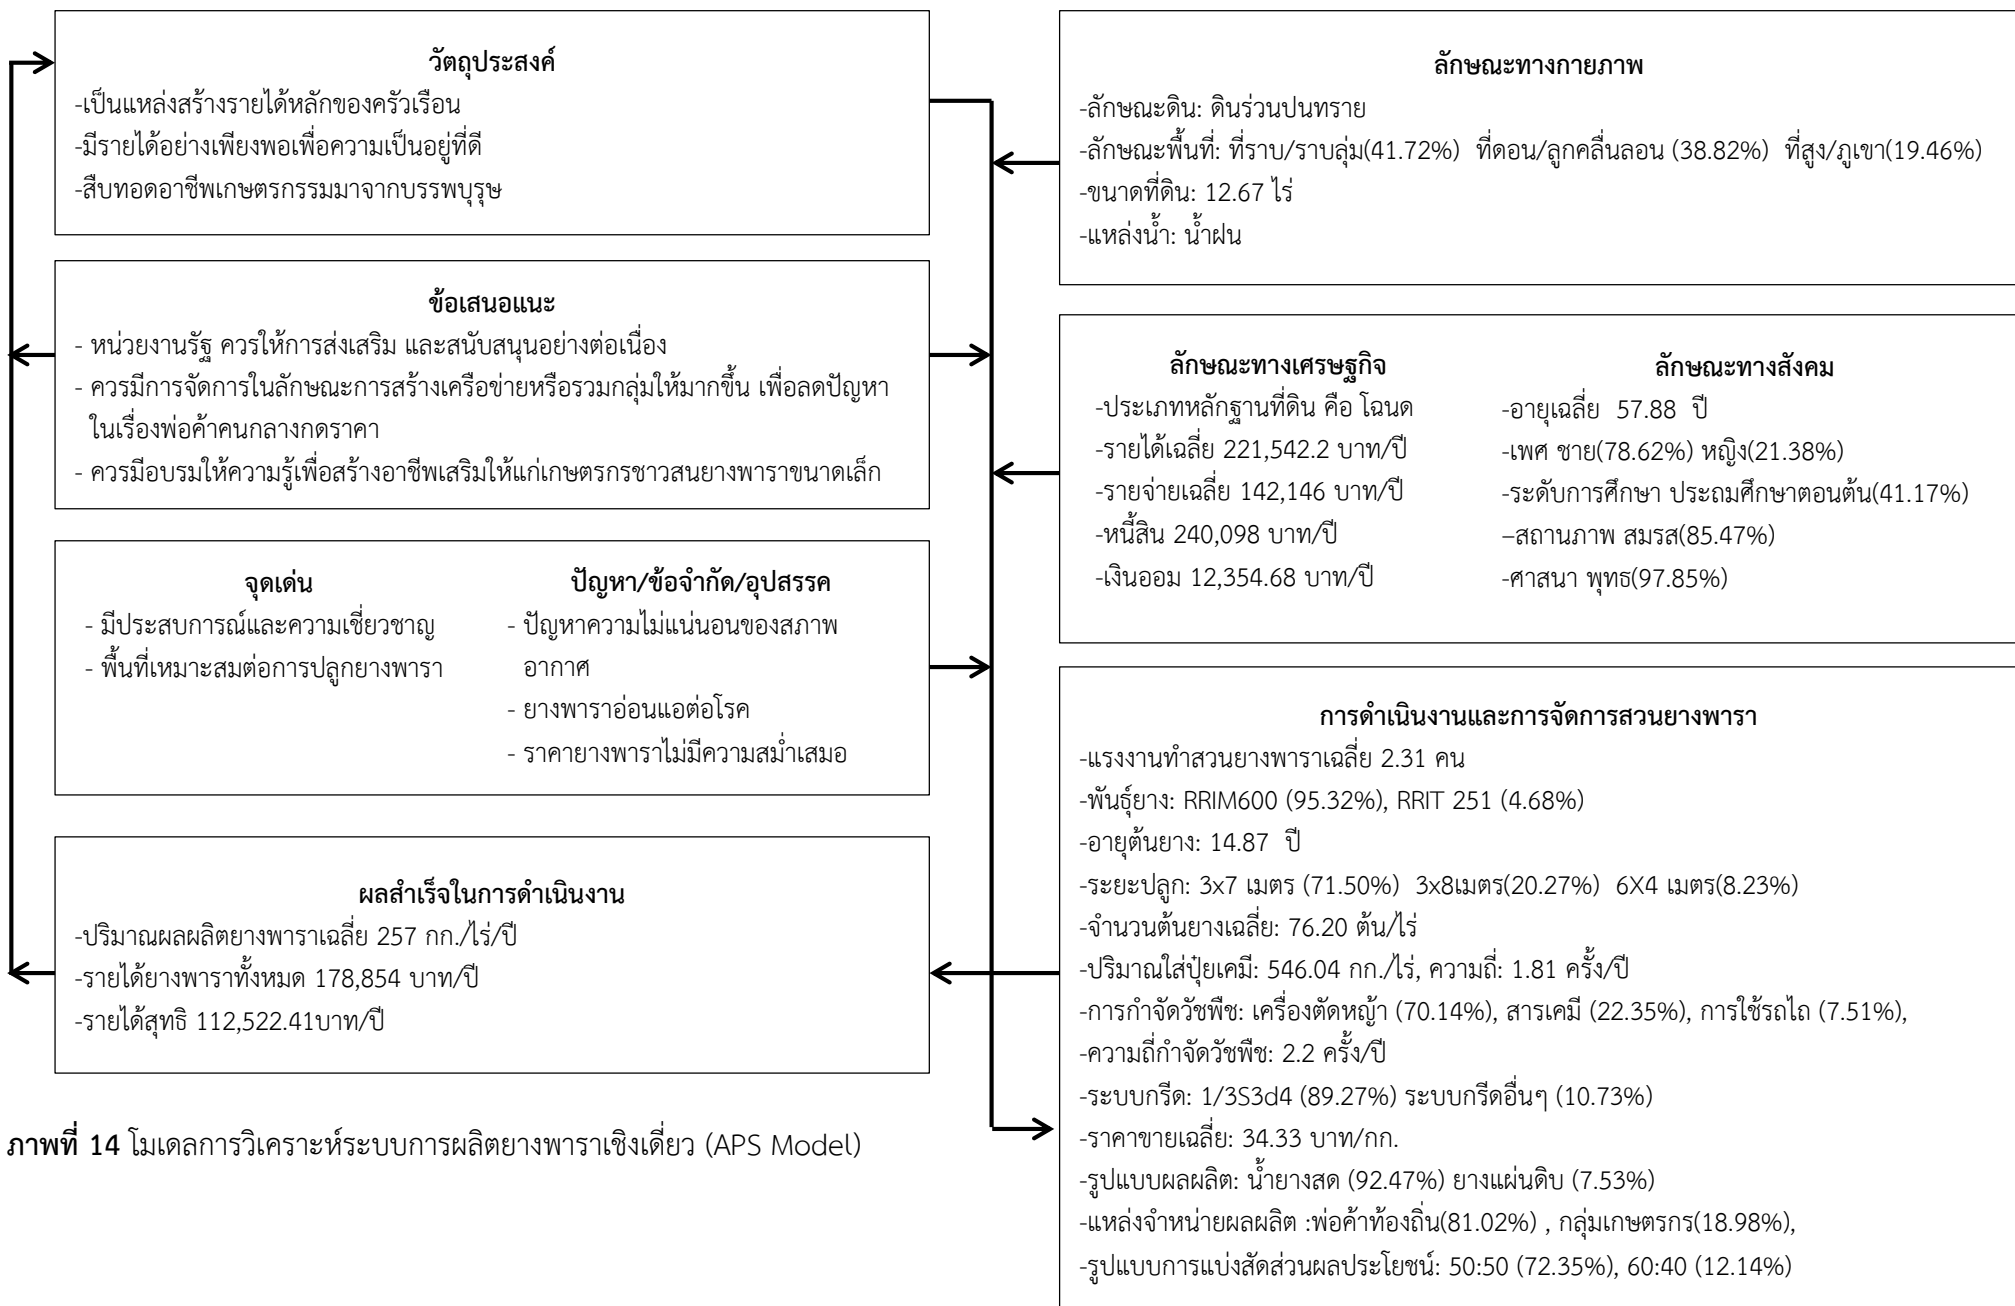 วัตถุประสงค์
-เป็นแหล่งสร้างรายได้หลักของครัวเรือน
-มีรายได้อย่างเพียงพอเพื่อความเป็นอยู่ที่ดี
-สืบทอดอาชีพเกษตรกรรมมาจากบรรพบุรุษ
ข้อเสนอแนะ
- หน่วยงานรัฐ ควรให้การส่งเสริม และสนับสนุนอย่างต่อเนื่อง
- ควรมีการจัดการในลักษณะการสร้างเครือข่ายหรือรวมกลุ่มให้มากขึ้น เพื่อลดปัญหา
ในเรื่องพ่อค้าคนกลางกดราคา
- ควรมีอบรมให้ความรู้เพื่อสร้างอาชีพเสริมให้แก่เกษตรกรชาวสนยางพาราขนาดเล็ก
จุดเด่น
- มีประสบการณ์และความเชี่ยวชาญ
- พื้นที่เหมาะสมต่อการปลูกยางพารา
ปัญหา/ข้อจำกัด/อุปสรรค
- ปัญหาความไม่แน่นอนของสภาพ
อากาศ
- ยางพาราอ่อนแอต่อโรค
- ราคายางพาราไม่มีความสม่ำเสมอ
ผลสำเร็จในการดำเนินงาน
-ปริมาณผลผลิตยางพาราเฉลี่ย 257 กก./ไร่/ปี
-รายได้ยางพาราทั้งหมด 178,854 บาท/ปี
-รายได้สุทธิ 112,522.41บาท/ปี
ภาพที่ 14 โมเดลการวิเคราะห์ระบบการผลิตยางพาราเชิงเดี่ยว (APS Model)
ลักษณะทางกายภาพ
-ลักษณะดิน: ดินร่วนปนทราย
-ลักษณะพื้นที่: ที่ราบ/ราบลุ่ม(41.72%) ที่ดอน/ลูกคลื่นลอน (38.82%) ที่สูง/ภูเขา(19.46%)
-ขนาดที่ดิน: 12.67 ไร่
-แหล่งน้ำ: น้ำฝน
ลักษณะทางเศรษฐกิจ
-ประเภทหลักฐานที่ดิน คือ โฉนด
-รายได้เฉลี่ย 221,542.2 บาท/ปี
-รายจ่ายเฉลี่ย 142,146 บาท/ปี
-หนี้สิน 240,098 บาท/ปี
-เงินออม 12,354.68 บาท/ปี
ลักษณะทางสังคม
-อายุเฉลี่ย 57.88 ปี
-เพศ ชาย(78.62%) หญิง(21.38%)
-ระดับการศึกษา ประถมศึกษาตอนต้น(41.17%)
–สถานภาพ สมรส(85.47%)
-ศาสนา พุทธ(97.85%)
การดำเนินงานและการจัดการสวนยางพารา
-แรงงานทำสวนยางพาราเฉลี่ย 2.31 คน
-พันธุ์ยาง: RRIM600 (95.32%), RRIT 251 (4.68%)
-อายุต้นยาง: 14.87 ปี
-ระยะปลูก: 3x7 เมตร (71.50%) 3x8เมตร(20.27%) 6X4 เมตร(8.23%)
-จำนวนต้นยางเฉลี่ย: 76.20 ต้น/ไร่
-ปริมาณใส่ปุ๋ยเคมี: 546.04 กก./ไร่, ความถี่: 1.81 ครั้ง/ปี
-การกำจัดวัชพืช: เครื่องตัดหญ้า (70.14%), สารเคมี (22.35%), การใช้รถไถ (7.51%),
-ความถี่กำจัดวัชพืช: 2.2 ครั้ง/ปี
-ระบบกรีด: 1/3S3d4 (89.27%) ระบบกรีดอื่นๆ (10.73%)
-ราคาขายเฉลี่ย: 34.33 บาท/กก.
-รูปแบบผลผลิต: น้ำยางสด (92.47%) ยางแผ่นดิบ (7.53%)
-แหล่งจำหน่ายผลผลิต :พ่อค้าท้องถิ่น(81.02%) , กลุ่มเกษตรกร(18.98%),
-รูปแบบการแบ่งสัดส่วนผลประโยชน์: 50:50 (72.35%), 60:40 (12.14%)